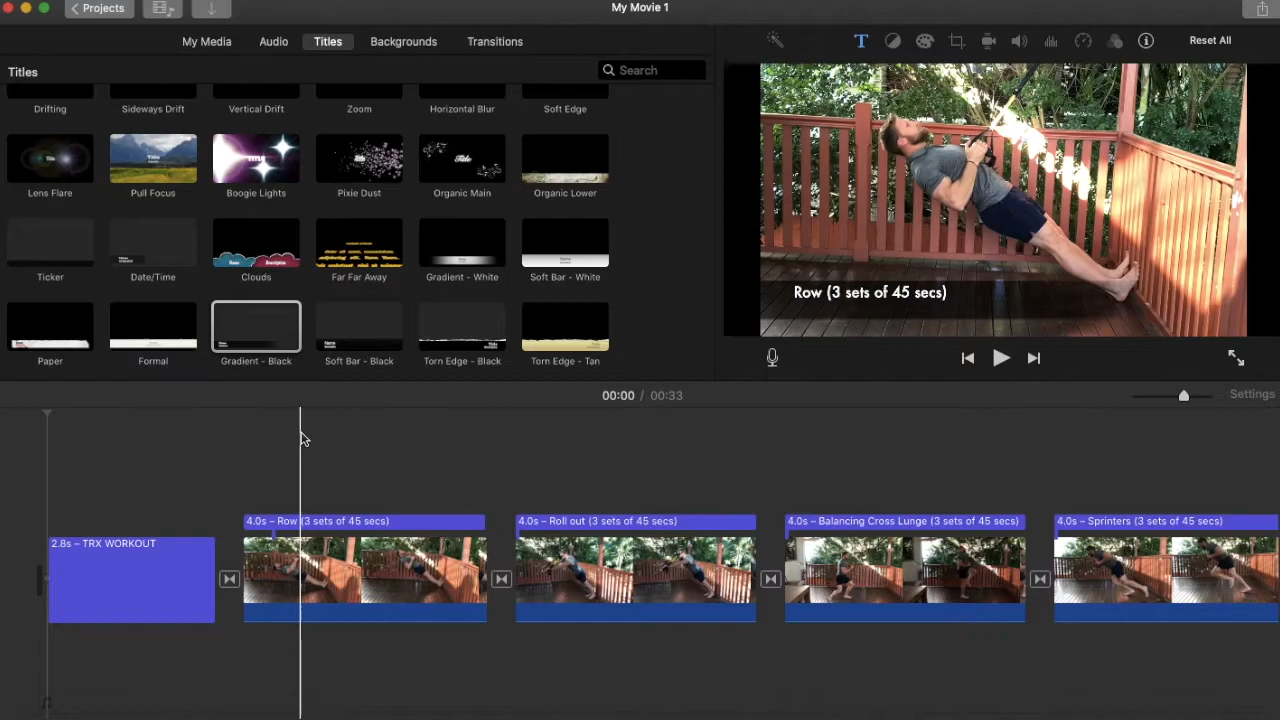 Projects
My Movie 1
My Media
Audio
Titles
Backgrounds
Transitions
Reset All
Titles
Search
Drifting
Sideways Drift
Vertical Drift
Zoom
Horizontal Blur
Soft Edge
Lens Flare
Pull Focus
Boogie Lights
Pixie Dust
Organic Main
Organic Lower
Ticker
Date/Time
Clouds
Far Far Away
Gradient - White
Soft Bar - White
Paper
Formal
Gradient - Black
Soft Bar - Black
Torn Edge - Black
Torn Edge - Tan
Row (3 sets of 45 secs)
00:00 / 00:33
Settings
4.0s – Row (3 sets of 45 secs)
4.0s – Roll out (3 sets of 45 secs)
4.0s – Balancing Cross Lunge (3 sets of 45 secs)
4.0s – Sprinters (3 sets of 45 secs)
2.8s – TRX WORKOUT